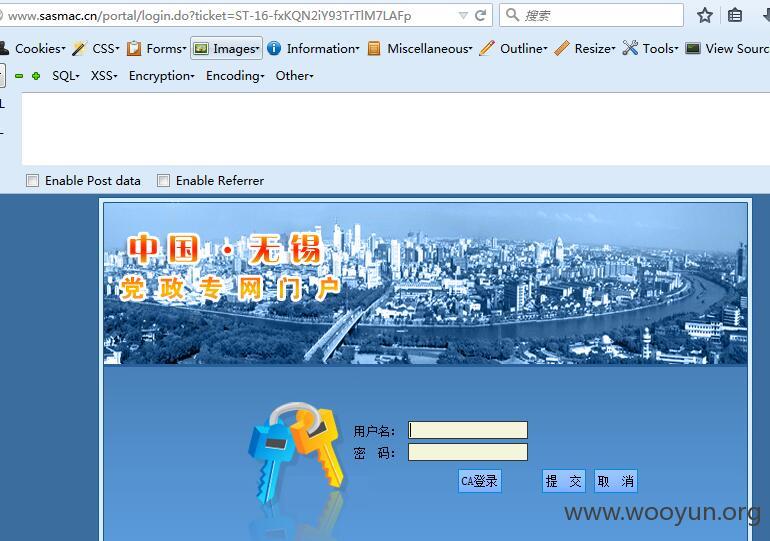 www.sasmac.cn/portal/login.do?ticket=ST-16-fxKQN2iY93TrTlM7LAFp
搜索
Cookies CSS Forms Images Information Miscellaneous Outline Resize Tools View Sourc
SQL XSS Encryption Encoding Other
L
Enable Post data Enable Referrer
中国·无锡
党政专网门户
用户名:
密 码:
CA登录 提 交 取 消
www.wooyun.org